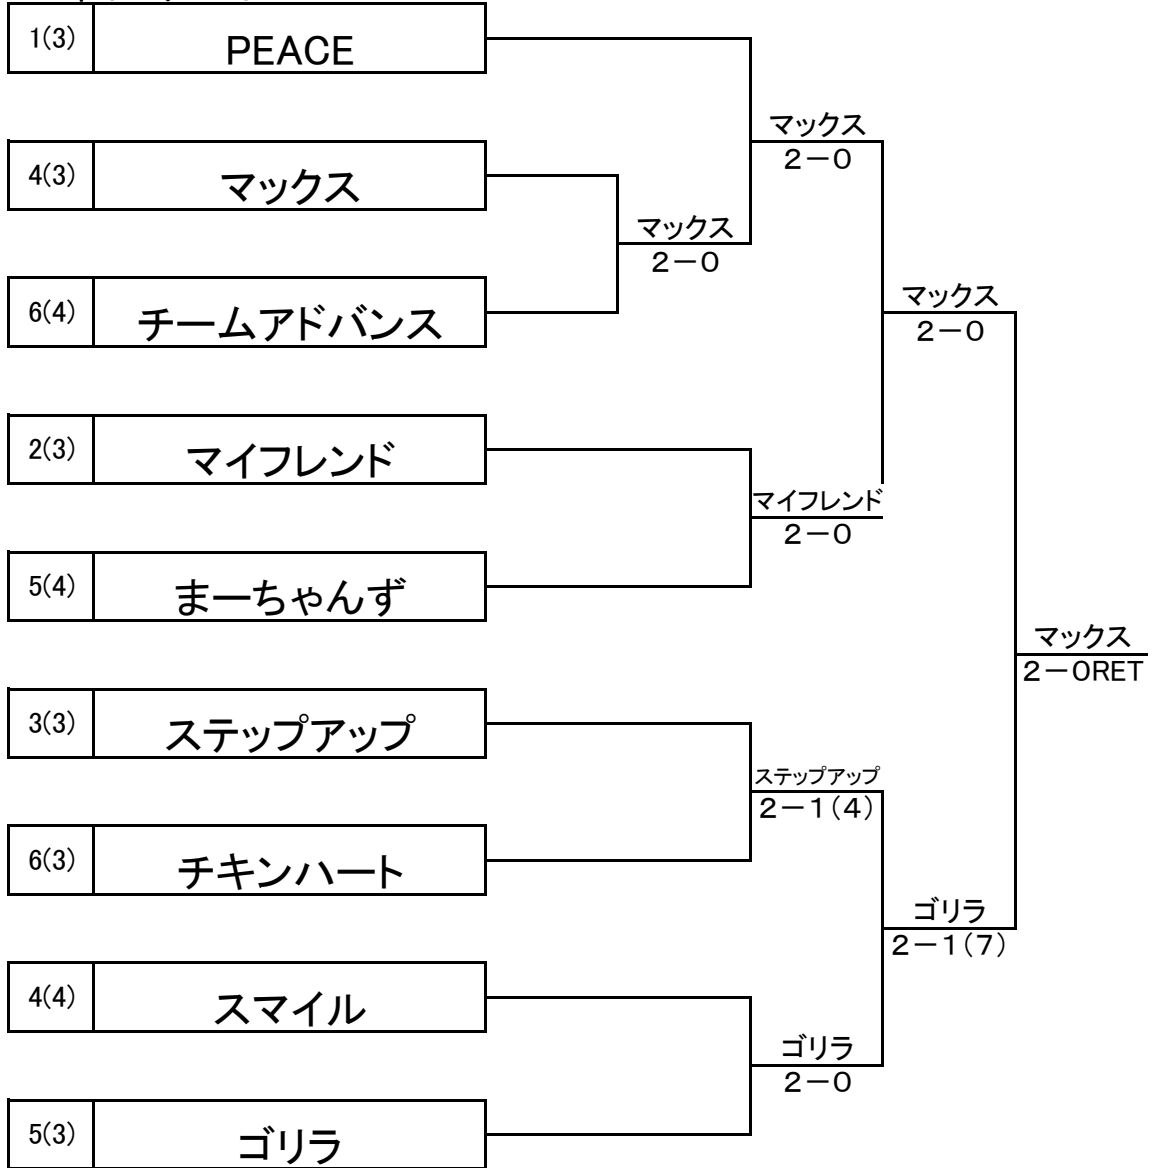 1(3) PEACE
マックス
2－0
4(3) マックス
マックス
2－0
6(4) チームアドバンス
マックス
2－0
2(3) マイフレンド
マイフレンド
2－0
5(4) まーちゃんず
マックス
2－0RET
3(3) ステップアップ
ステップアップ
2－1(4)
6(3) チキンハート
ゴリラ
2－1(7)
4(4) スマイル
ゴリラ
2－0
5(3) ゴリラ